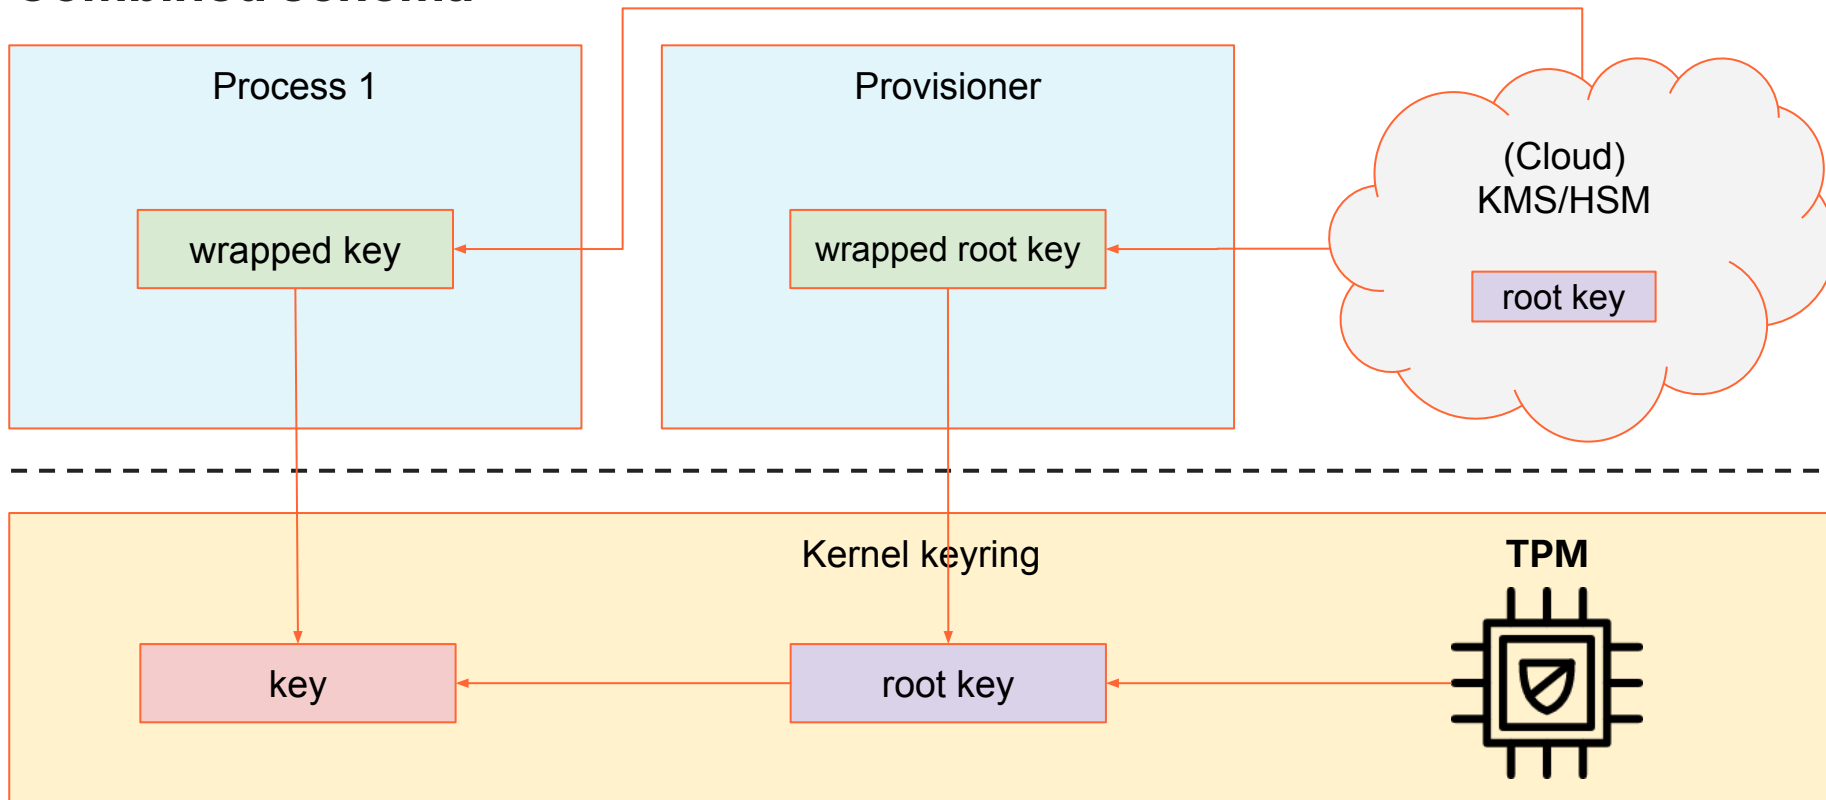 Process 1
Provisioner
(Cloud)
KMS/HSM
wrapped key
wrapped root key
root key
Kernel keyring
TPM
key
root key